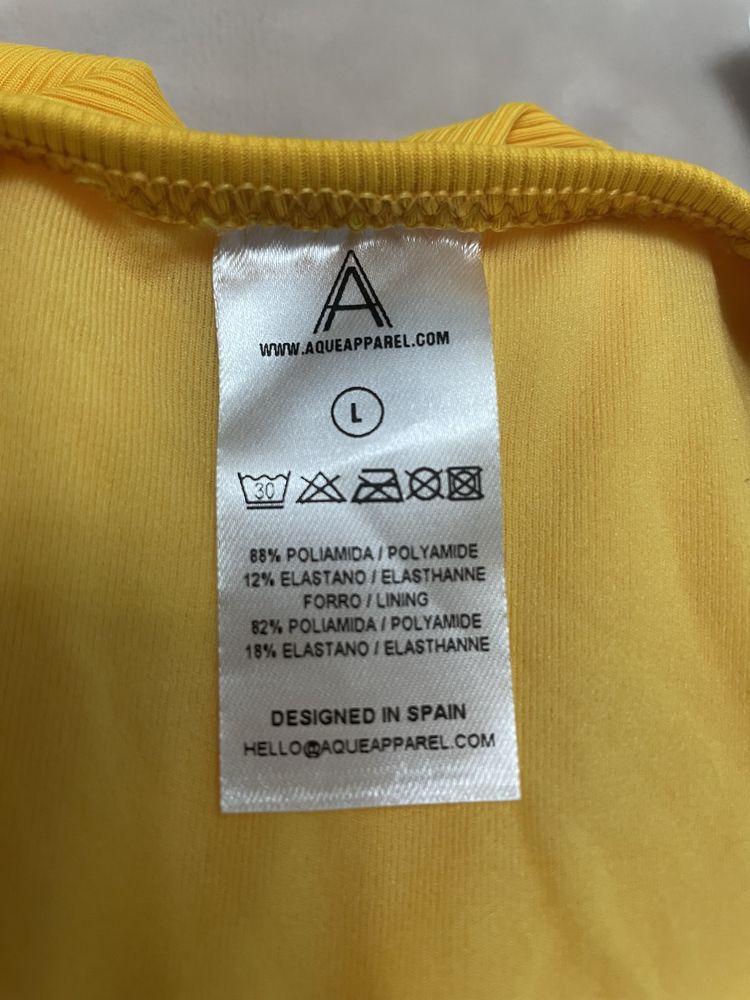 A
WWW.AQUEAPPAREL.COM
L
30
88% POLIAMIDA / POLYAMIDE
12% ELASTANO / ELASTHANNE
FORRO / LINING
82% POLIAMIDA / POLYAMIDE
18% ELASTANO / ELASTHANNE
DESIGNED IN SPAIN
HELLO@AQUEAPPAREL.COM